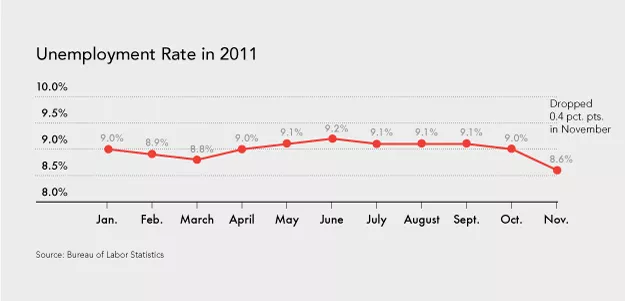 Unemployment Rate in 2011
10.0%
9.5%
9.0%
8.5%
8.0%
9.0%
8.9%
8.8%
9.0%
9.1%
9.2%
9.1%
9.1%
9.1%
9.0%
8.6%
Dropped
0.4 pct. pts.
in November
Jan. Feb. March April May June July August Sept. Oct. Nov.
Source: Bureau of Labor Statistics